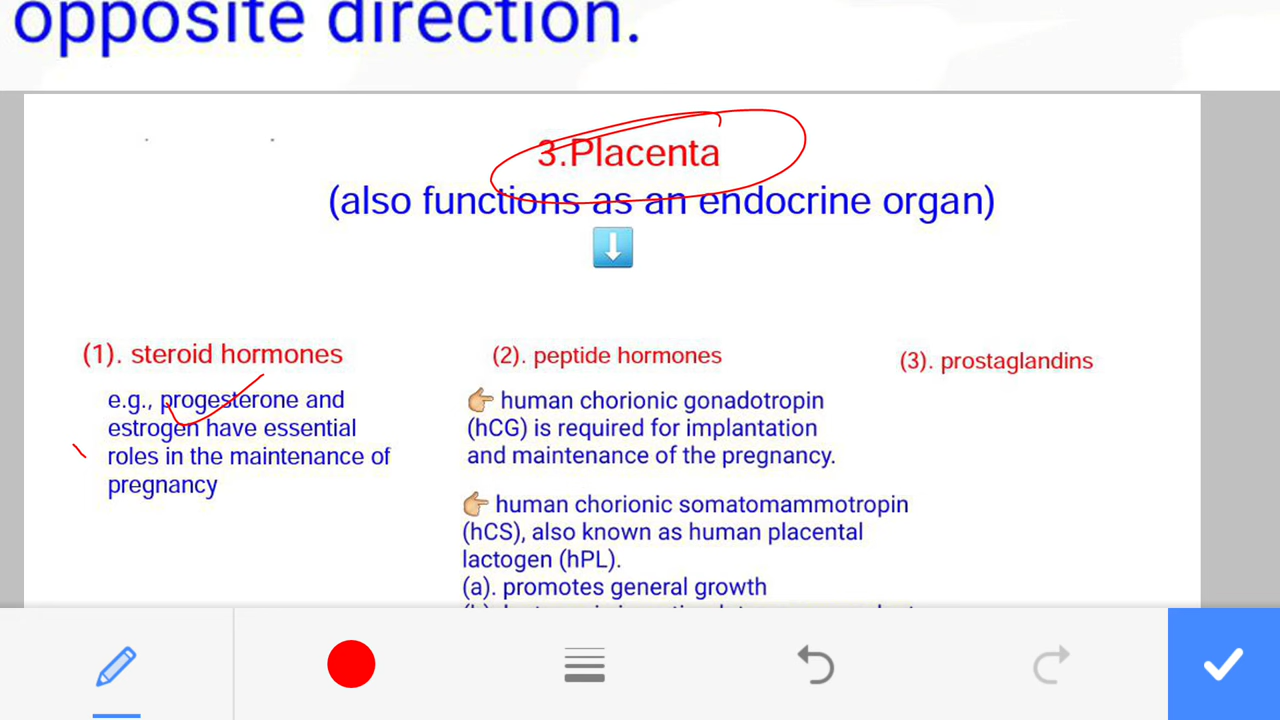 opposite direction.
3.Placenta
(also functions as an endocrine organ)
(1). steroid hormones
e.g., progesterone and
estrogen have essential
roles in the maintenance of
pregnancy
(2). peptide hormones
human chorionic gonadotropin
(hCG) is required for implantation
and maintenance of the pregnancy.
human chorionic somatomammotropin
(hCS), also known as human placental
lactogen (hPL).
(a). promotes general growth
(3). prostaglandins